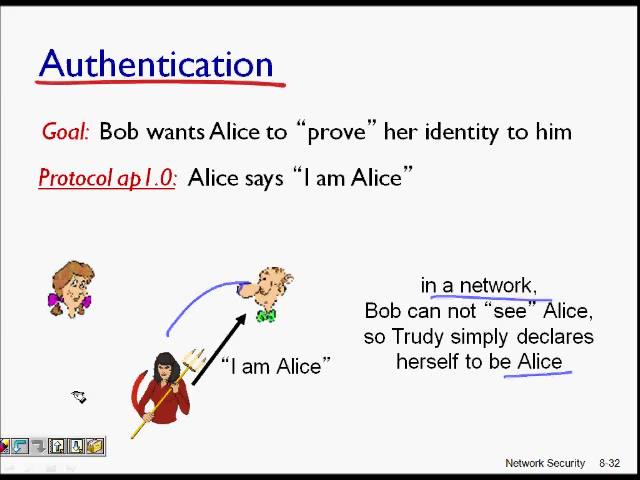 Authentication
Goal: Bob wants Alice to “prove” her identity to him
Protocol ap1.0: Alice says “I am Alice”
in a network,
Bob can not “see” Alice,
so Trudy simply declares
herself to be Alice
“I am Alice”
Network Security 8-32